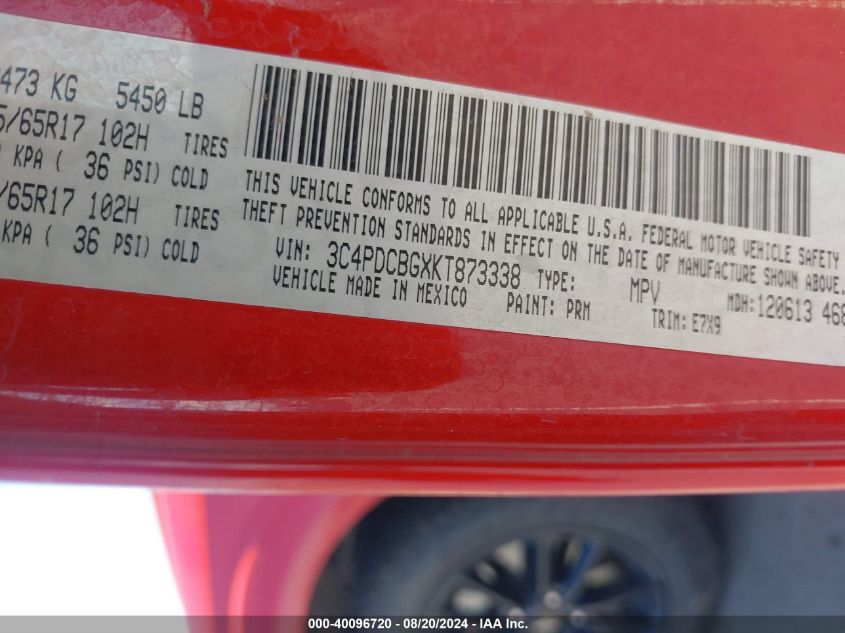 473 KG 5450 LB
/65R17 102H TIRES
KPA ( 36 PSI) COLD
/65R17 102H TIRES
KPA ( 36 PSI) COLD
THIS VEHICLE CONFORMS TO ALL APPLICABLE U.S.A. FEDERAL MOTOR VEHICLE SAFETY
THEFT PREVENTION STANDARDS IN EFFECT ON THE DATE OF MANUFACTURE SHOWN ABOVE.
VIN: 3C4PDCBGXKT873338 TYPE: MPV MDH:120613 468
VEHICLE MADE IN MEXICO PAINT: PRM TRIM: E7X9
000-40096720 - 08/20/2024 - IAA Inc.